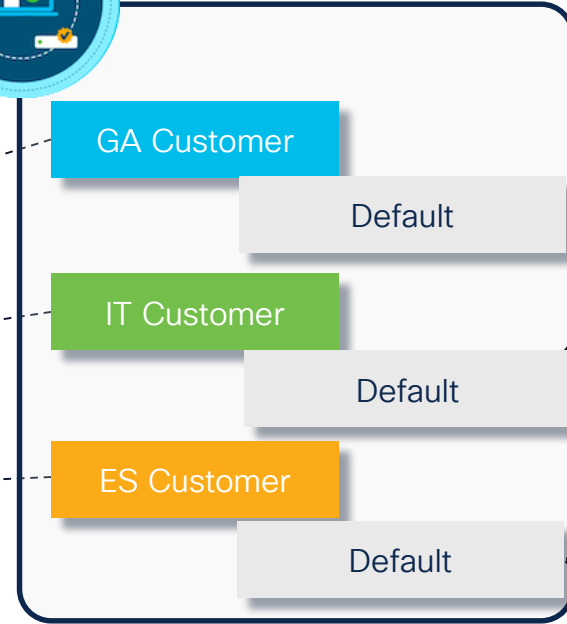 GA Customer
Default
IT Customer
Default
ES Customer
Default